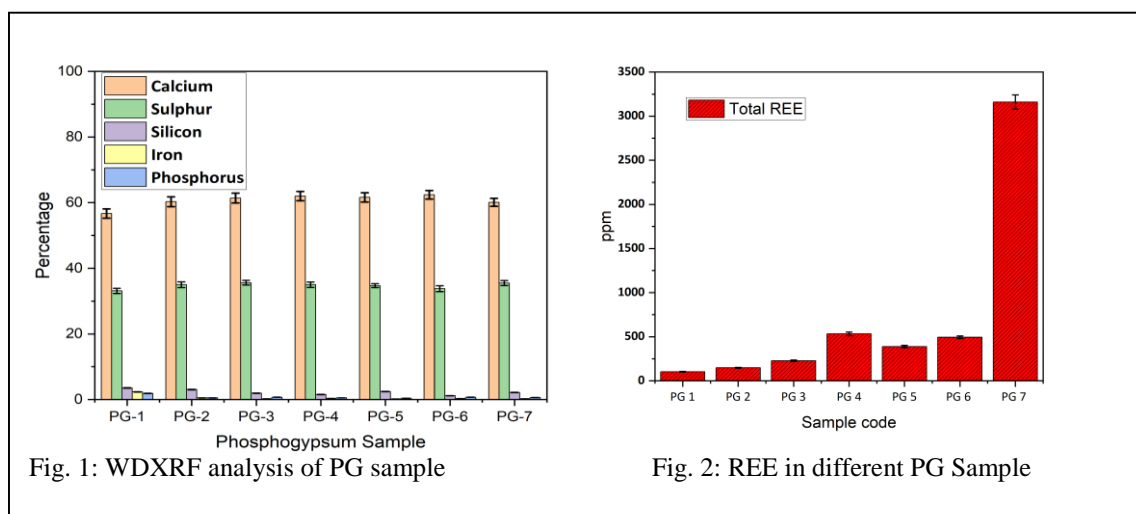 100
80
60
40
20
0
Percentage
Calcium
Sulphur
Silicon
Iron
Phosphorus
PG-1 PG-2 PG-3 PG-4 PG-5 PG-6 PG-7
Phosphogypsum Sample
Fig. 1: WDXRF analysis of PG sample
3500
3000
2500
2000
1500
1000
500
0
ppm
Total REE
PG 1 PG 2 PG 3 PG 4 PG 5 PG 6 PG 7
Sample code
Fig. 2: REE in different PG Sample